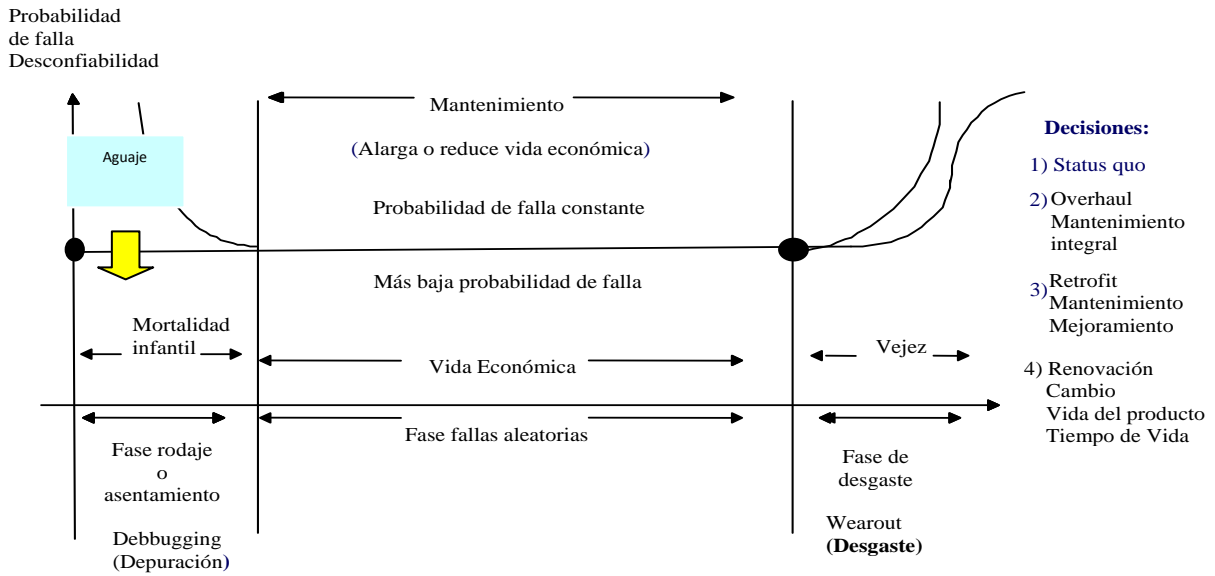 Probabilidad
de falla
Desconfiabilidad
Aguaje
Mantenimiento
(Alarga o reduce vida económica)
Probabilidad de falla constante
Más baja probabilidad de falla
Mortalidad
infantil
Vida Económica
Vejez
Fase fallas aleatorias
Fase rodaje
o
asentamiento
Debbugging
(Depuración)
Fase de
desgaste
Wearout
(Desgaste)
Decisiones:
1) Status quo
2) Overhaul
Mantenimiento
integral
3) Retrofit
Mantenimiento
Mejoramiento
4) Renovación
Cambio
Vida del producto
Tiempo de Vida